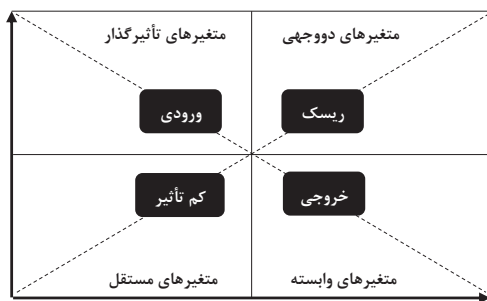 متغیرهای دووجهی
متغیرهای تأثیرگذار
ریسک
ورودی
خروجی
کم تأثیر
متغیرهای وابسته
متغیرهای مستقل